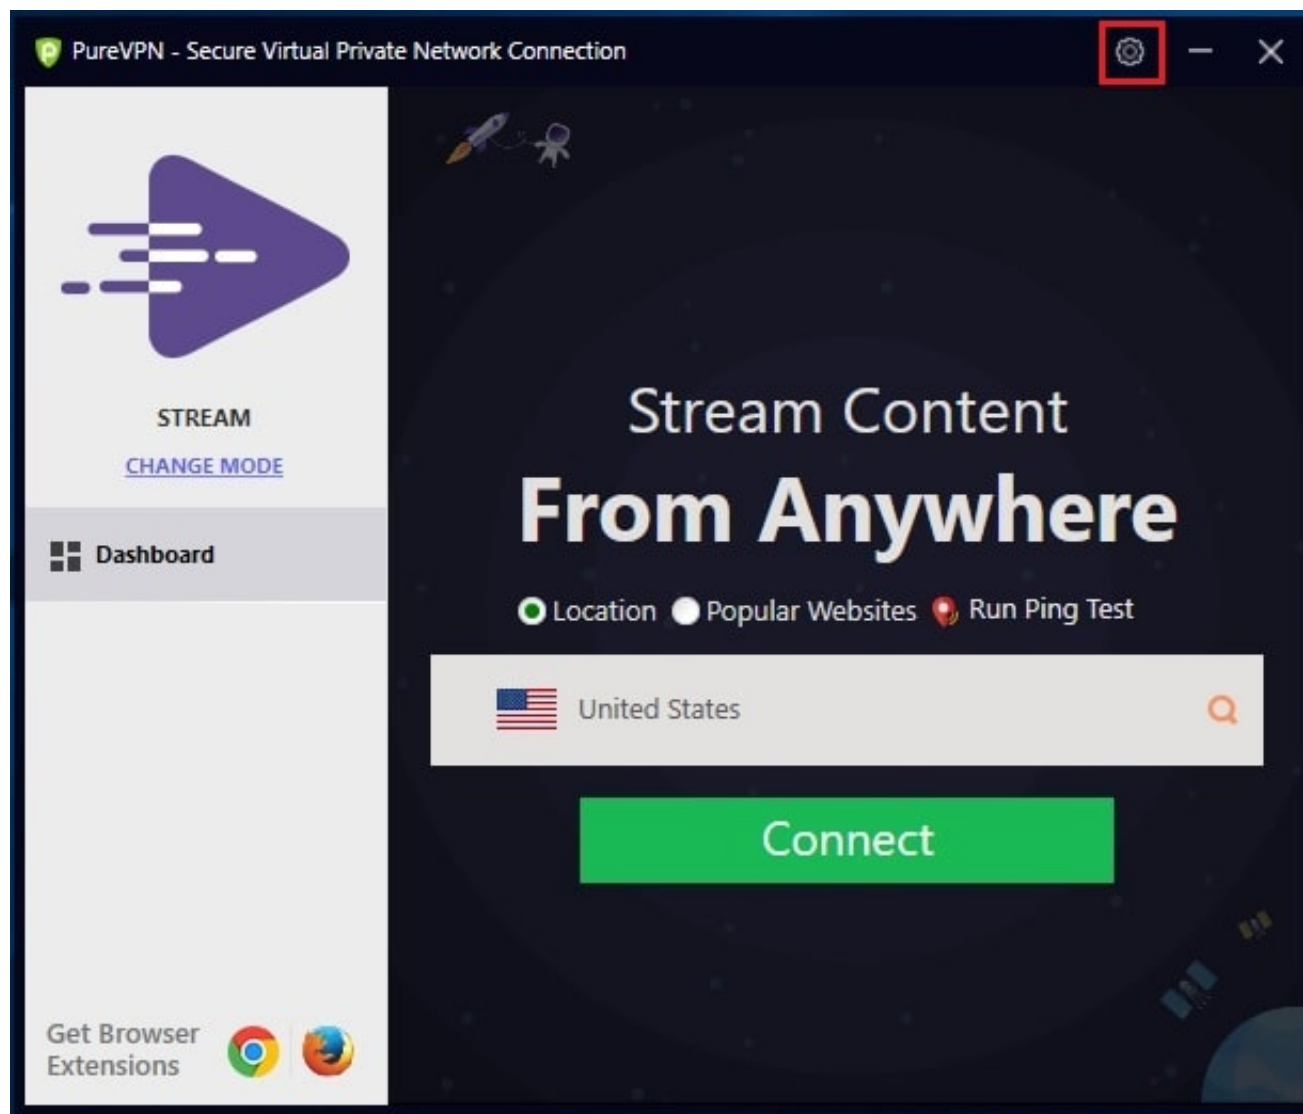 PureVPN - Secure Virtual Private Network Connection
STREAM
CHANGE MODE
Dashboard
Get Browser
Extensions
Stream Content
From Anywhere
Location Popular Websites Run Ping Test
United States
Connect